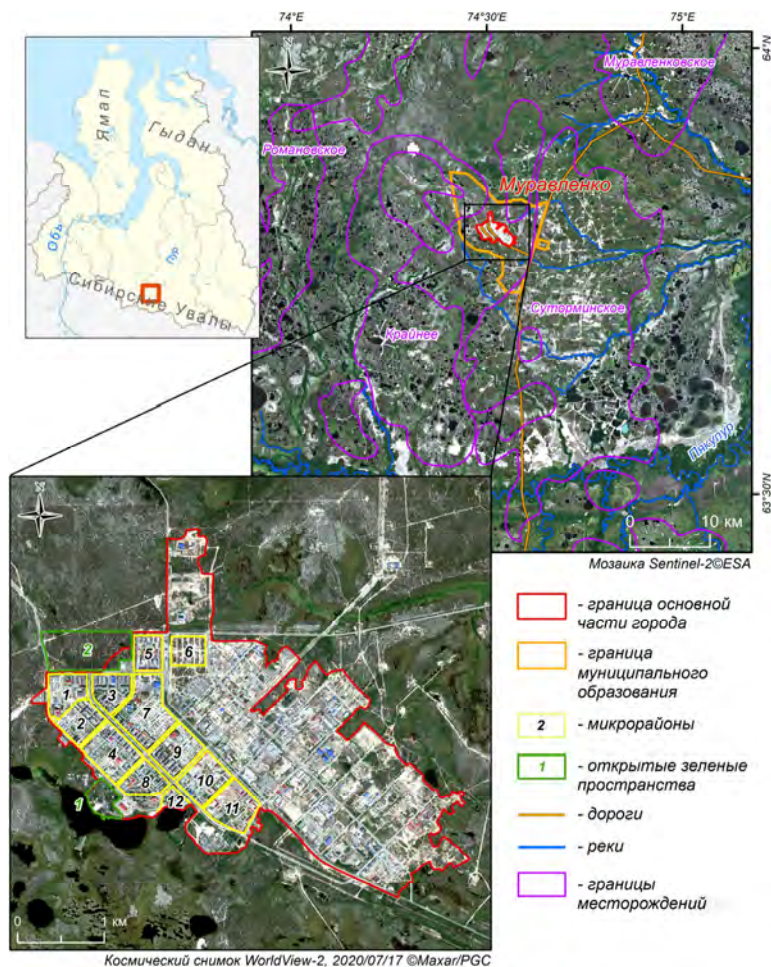 74°E
74°30'E
75°E
64°N
Ямал
Гыдан
Обь
Пур
Сибирские Увалы
Муравленковское
Романовское
Муравленко
Суторминское
Крайнее
Пякупур
63°30'N
0 10 км
Мозаика Sentinel-2©ESA
2
5
6
1
3
2
7
4
9
8
10
1
12
11
0 1 км
Космический снимок WorldView-2, 2020/07/17 ©Maxar/PGC
- граница основной
части города
- граница
муниципального
образования
2 - микрорайоны
1 - открытые зеленые
пространства
- дороги
- реки
- границы
месторождений